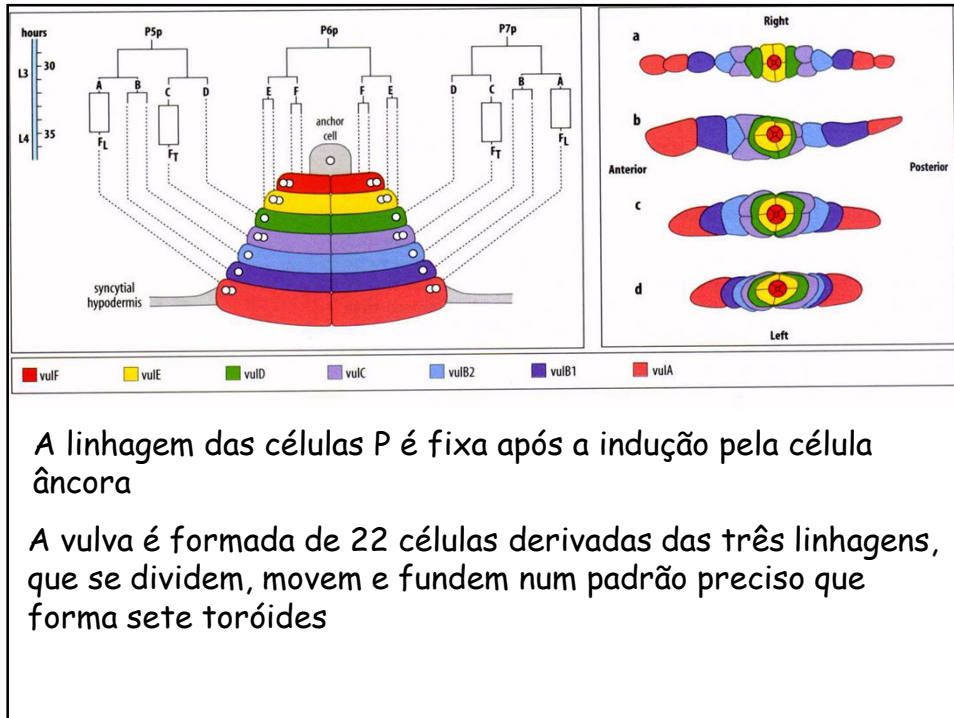 hours
P5p P6p P7p
30
L3
A B C D E F F E D C B A
anchor
cell
35
L4
FL FT FT FL
syncytial
hypodermis
Right
a
b
Anterior Posterior
c
d
Left
vulF vulE vulD vulC vulB2 vulB1 vulA
A linhagem das células P é fixa após a indução pela célula
âncora
A vulva é formada de 22 células derivadas das três linhagens,
que se dividem, movem e fundem num padrão preciso que
forma sete toróides